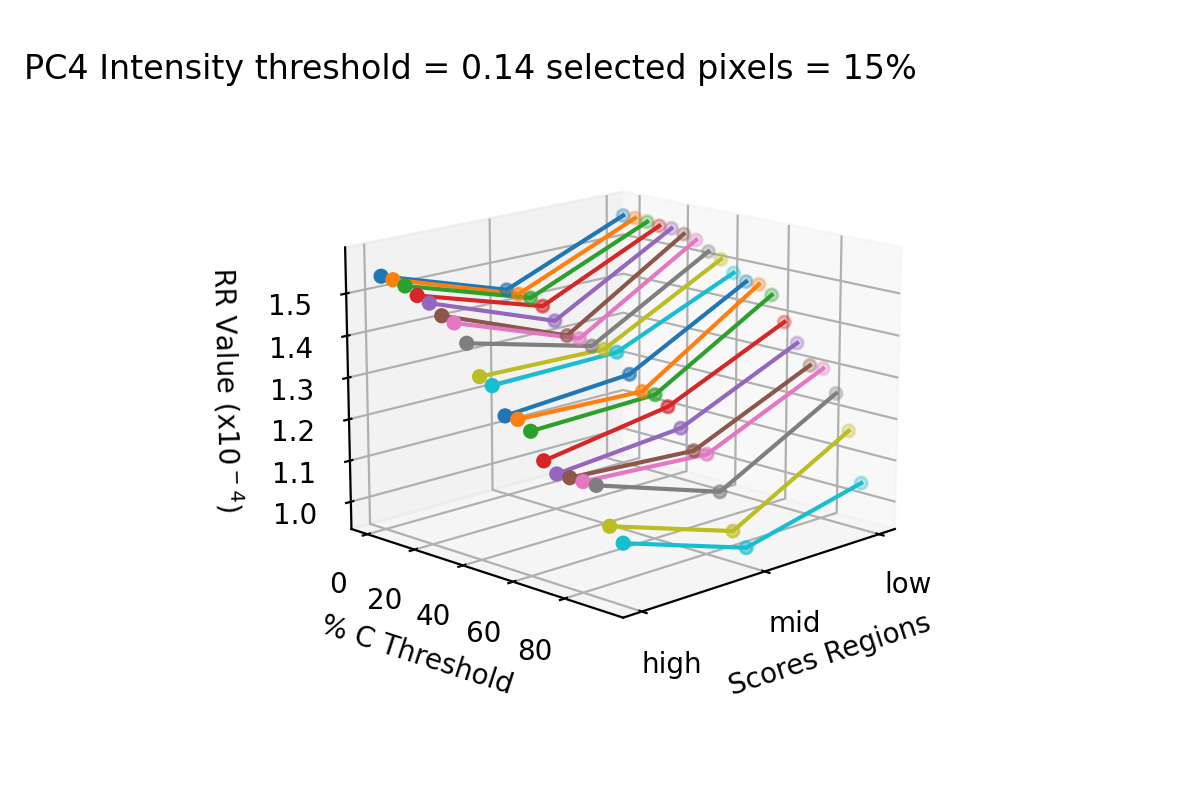 PC4 Intensity threshold = 0.14 selected pixels = 15%
RR Value (x10⁻⁴)
1.5
1.4
1.3
1.2
1.1
1.0
0
20
40
60
80
% C Threshold
high
mid
low
Scores Regions